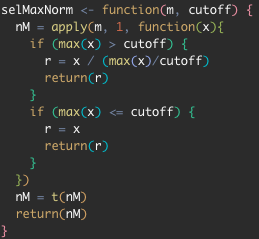 selMaxNorm <- function(m, cutoff) {
  nM = apply(m, 1, function(x){
    if (max(x) > cutoff) {
      r = x / (max(x)/cutoff)
      return(r)
    }
    if (max(x) <= cutoff) {
      r = x
      return(r)
    }
  })
  nM = t(nM)
  return(nM)
}